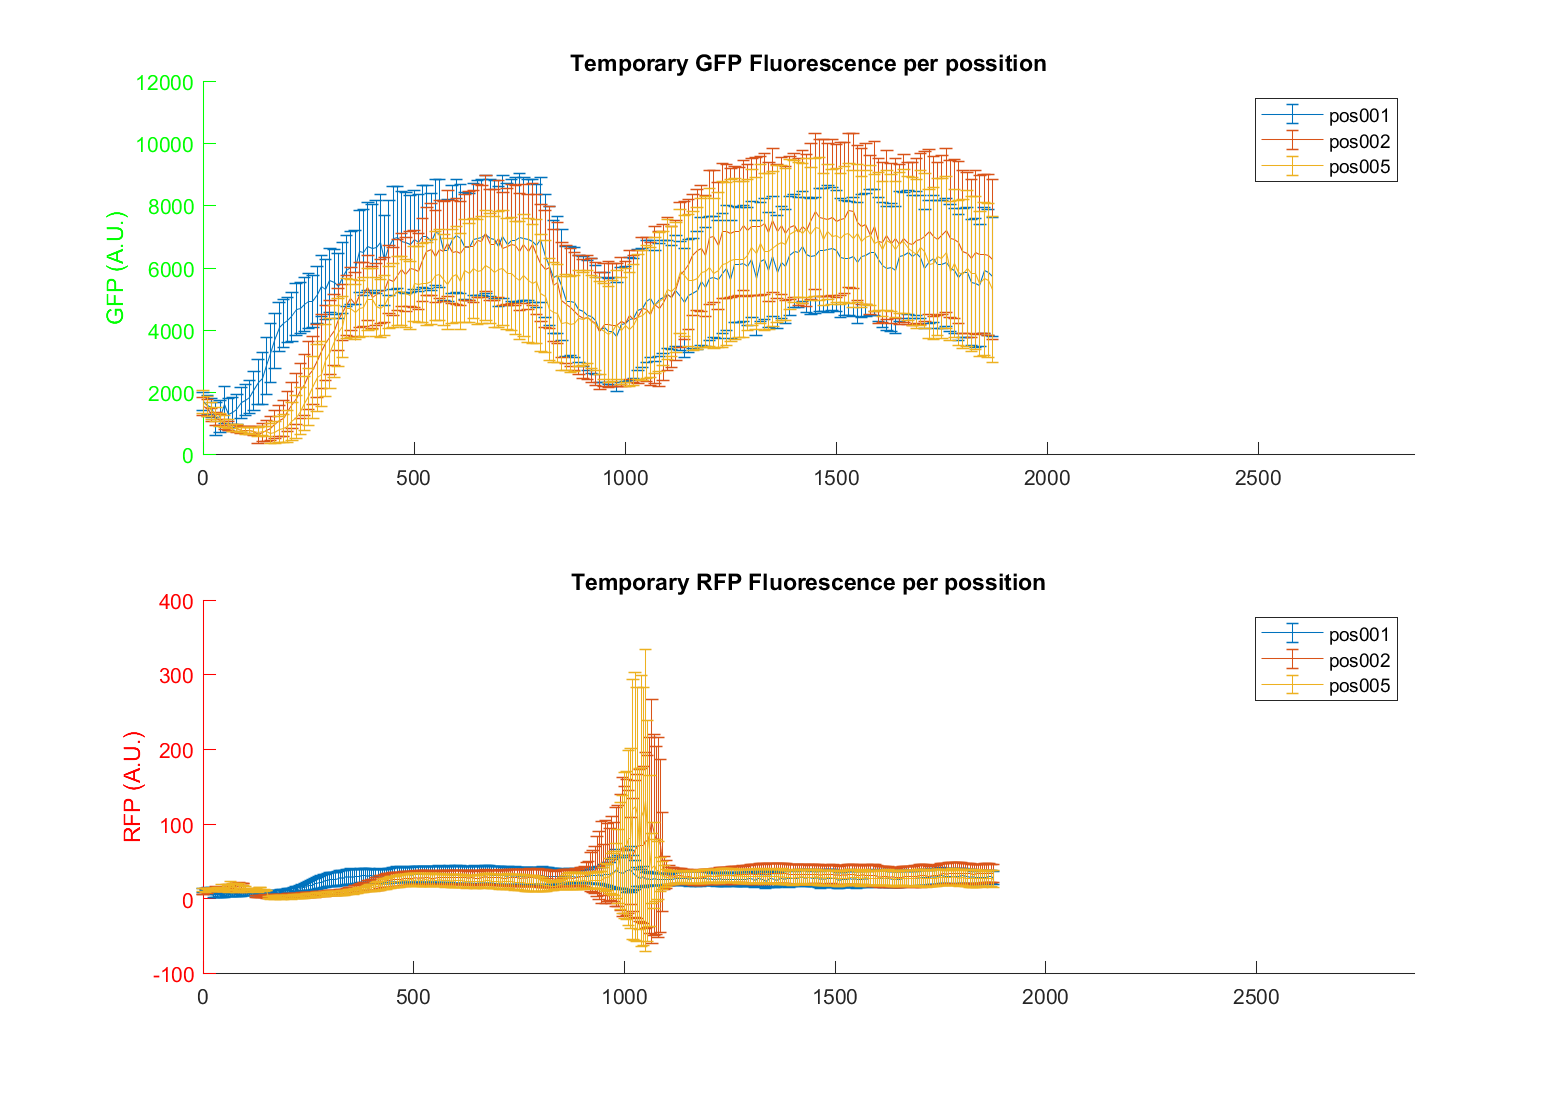 Temporary GFP Fluorescence per possition
GFP (A.U.)
12000
10000
8000
6000
4000
2000
0
0 500 1000 1500 2000 2500
pos001
pos002
pos005
Temporary RFP Fluorescence per possition
RFP (A.U.)
400
300
200
100
0
-100
0 500 1000 1500 2000 2500
pos001
pos002
pos005